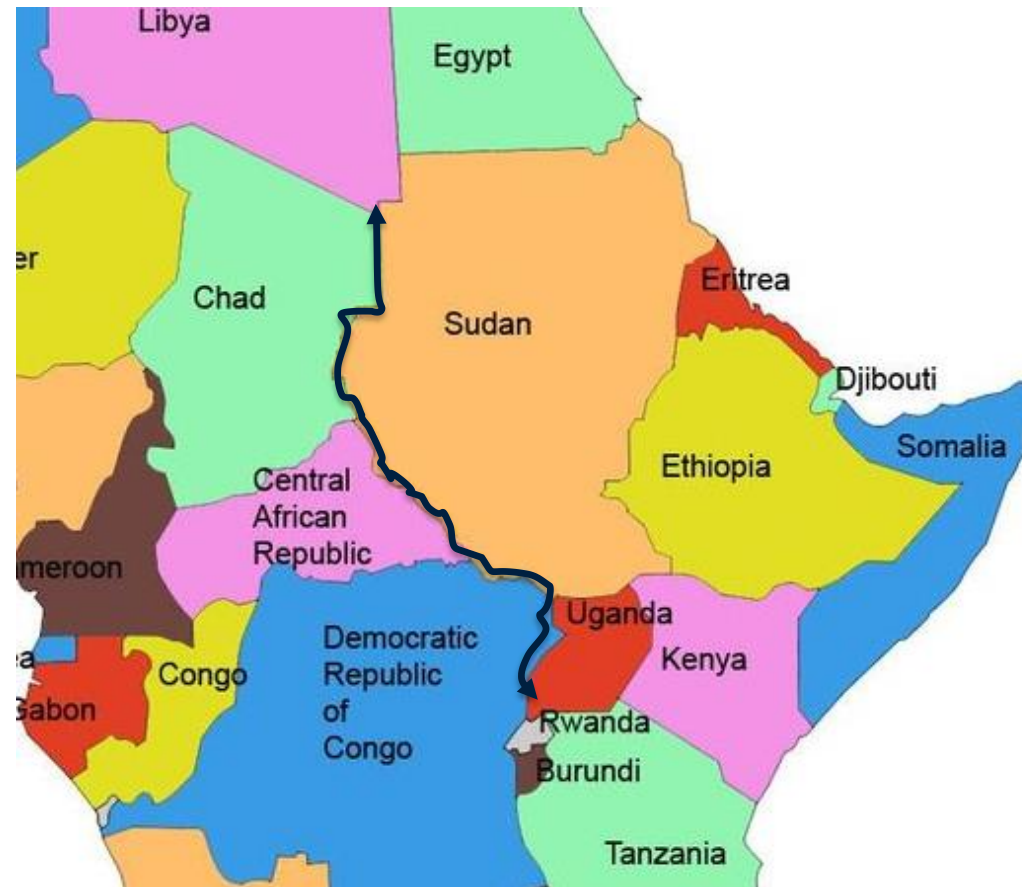 Libya
Egypt
er
Chad
Sudan
Eritrea
Djibouti
Somalia
Ethiopia
Central
African
Republic
meroon
Uganda
Democratic
Republic
of
Congo
Kenya
Congo
ea
Gabon
Rwanda
Burundi
Tanzania